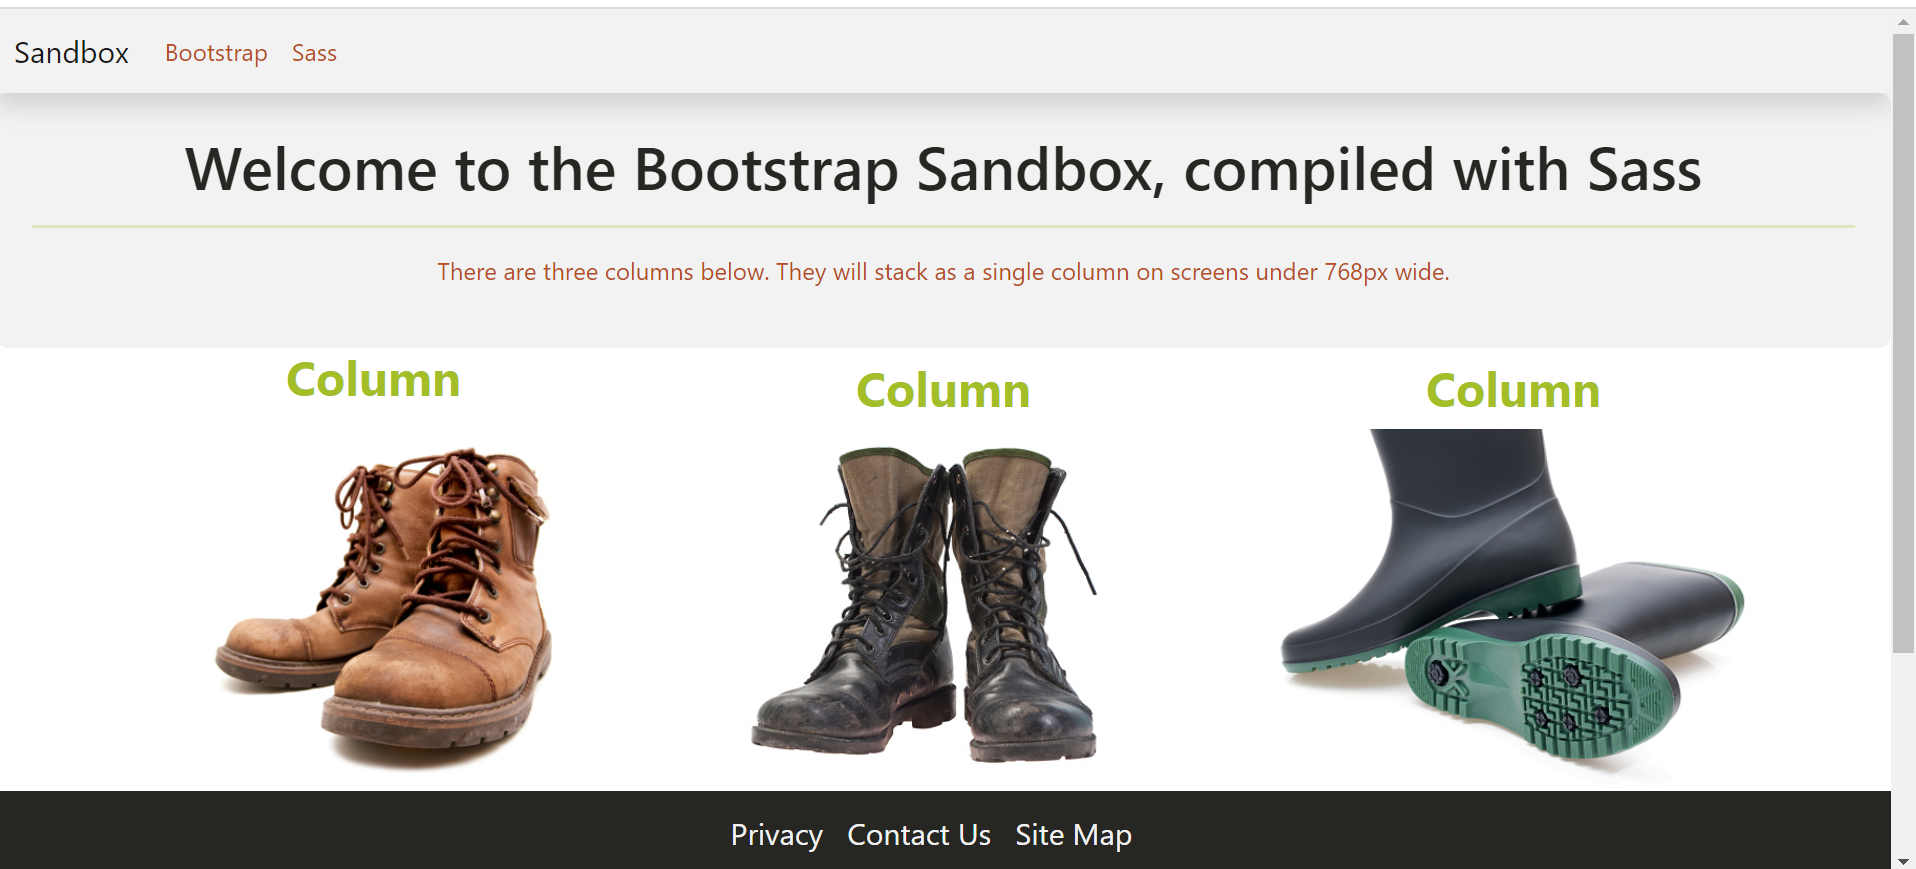 Sandbox Bootstrap Sass
Welcome to the Bootstrap Sandbox, compiled with Sass
There are three columns below. They will stack as a single column on screens under 768px wide.
Column Column Column
Privacy Contact Us Site Map